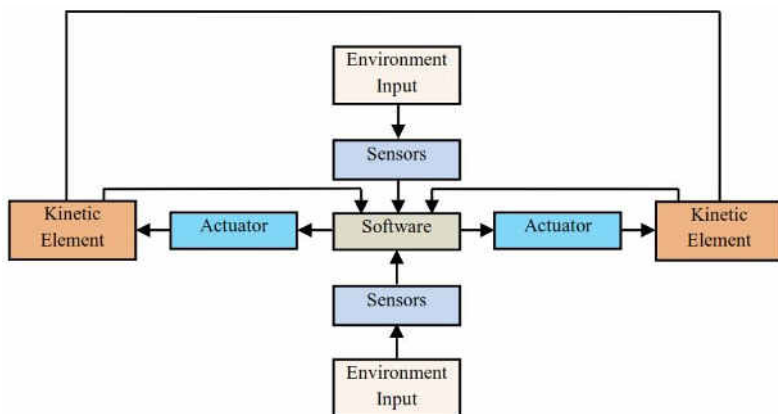 Environment
Input
Sensors
Kinetic
Element
Actuator
Software
Actuator
Kinetic
Element
Sensors
Environment
Input